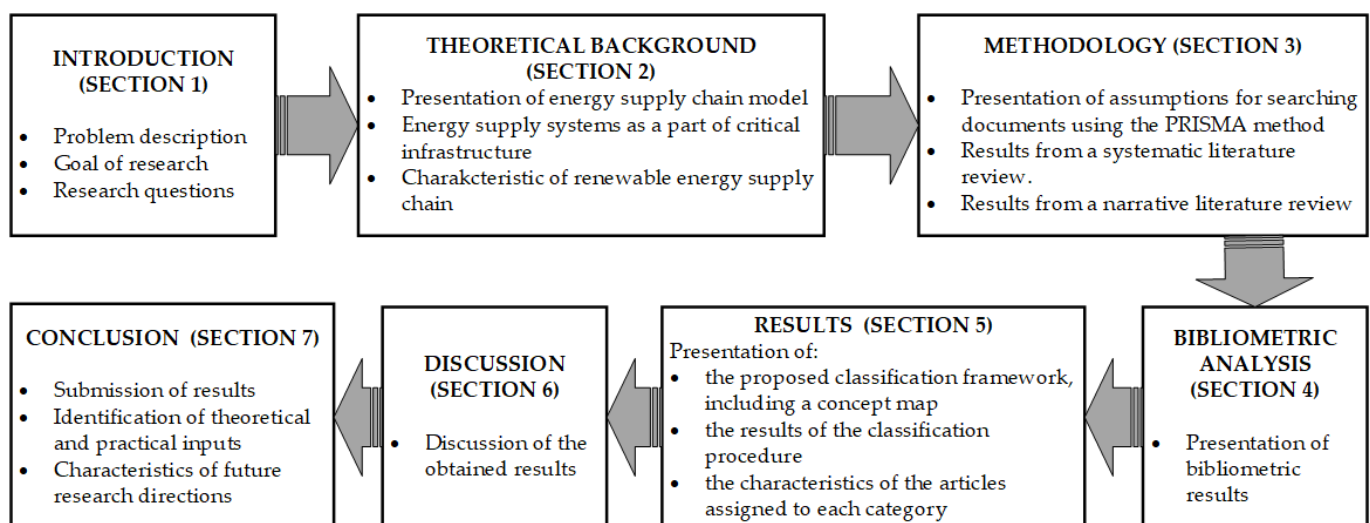 INTRODUCTION
(SECTION 1)
• Problem description
• Goal of research
• Research questions
THEORETICAL BACKGROUND
(SECTION 2)
• Presentation of energy supply chain model
• Energy supply systems as a part of critical
infrastructure
• Charakcteristic of renewable energy supply
chain
METHODOLOGY (SECTION 3)
• Presentation of assumptions for searching
documents using the PRISMA method
• Results from a systematic literature
review.
• Results from a narrative literature review
BIBLIOMETRIC
ANALYSIS
(SECTION 4)
• Presentation of
bibliometric
results
RESULTS (SECTION 5)
Presentation of:
• the proposed classification framework,
including a concept map
• the results of the classification
procedure
• the characteristics of the articles
assigned to each category
DISCUSSION
(SECTION 6)
• Discussion of the
obtained results
CONCLUSION (SECTION 7)
• Submission of results
• Identification of theoretical
and practical inputs
• Characteristics of future
research directions